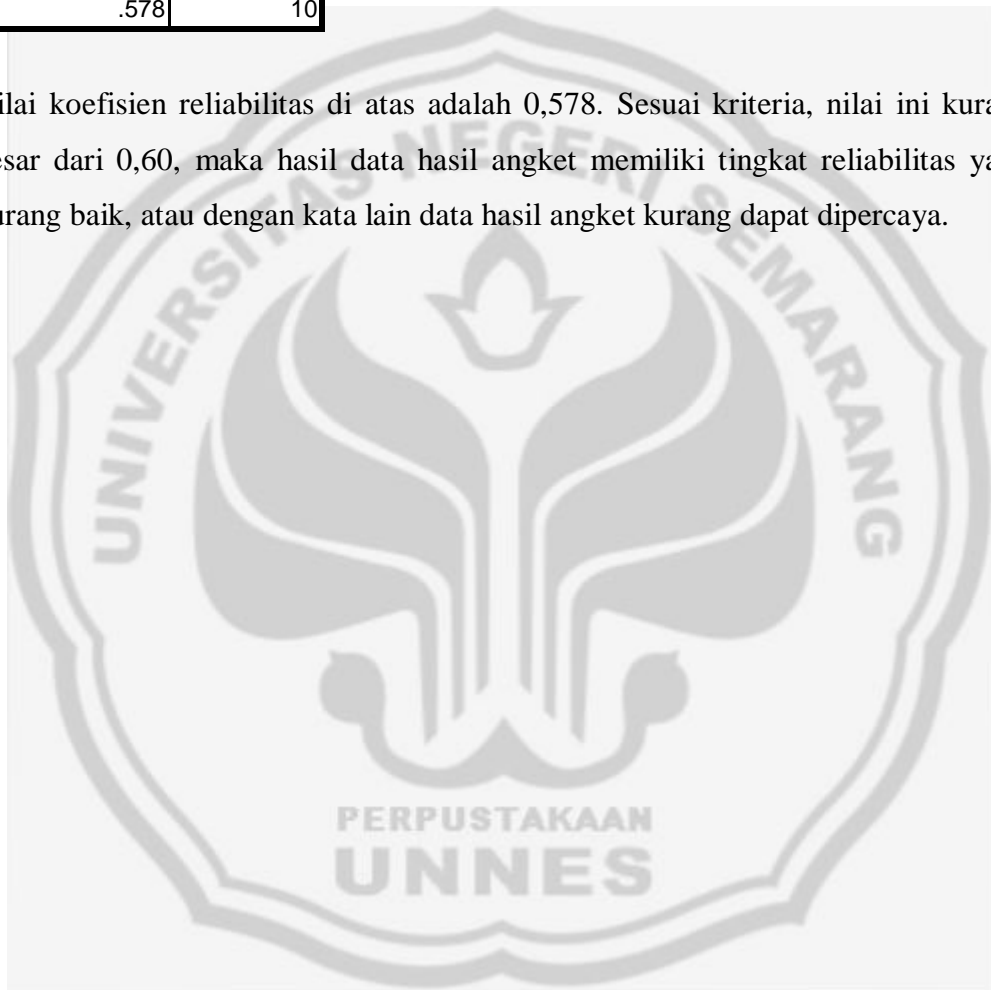 .578 10
ilai koefisien reliabilitas di atas adalah 0,578. Sesuai kriteria, nilai ini kura
esar dari 0,60, maka hasil data hasil angket memiliki tingkat reliabilitas ya
urang baik, atau dengan kata lain data hasil angket kurang dapat dipercaya.
UNIVERSITAS NEGERI SEMARANG
PERPUSTAKAAN
UNNES